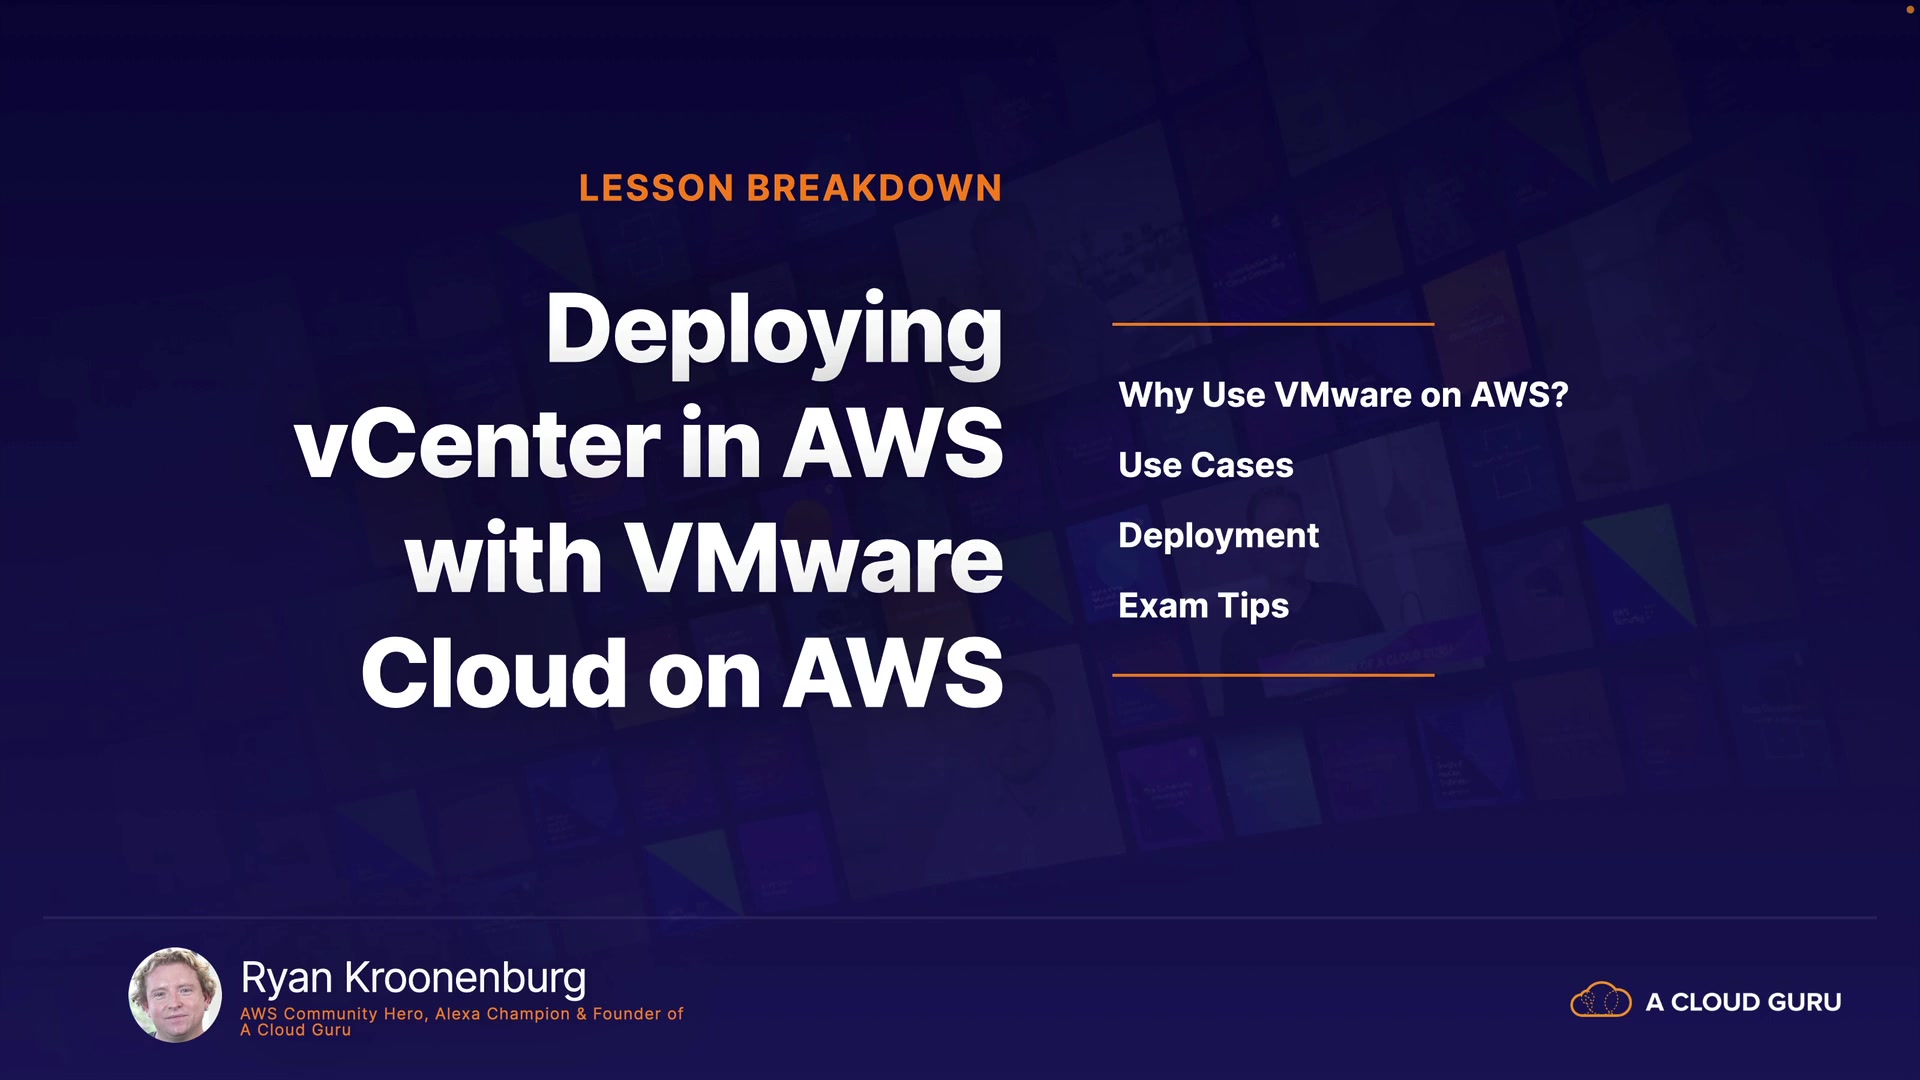 LESSON BREAKDOWN
Deploying
vCenter in AWS
with VMware
Cloud on AWS
Why Use VMware on AWS?
Use Cases
Deployment
Exam Tips
Ryan Kroonenburg
AWS Community Hero, Alexa Champion & Founder of
A Cloud Guru
A CLOUD GURU